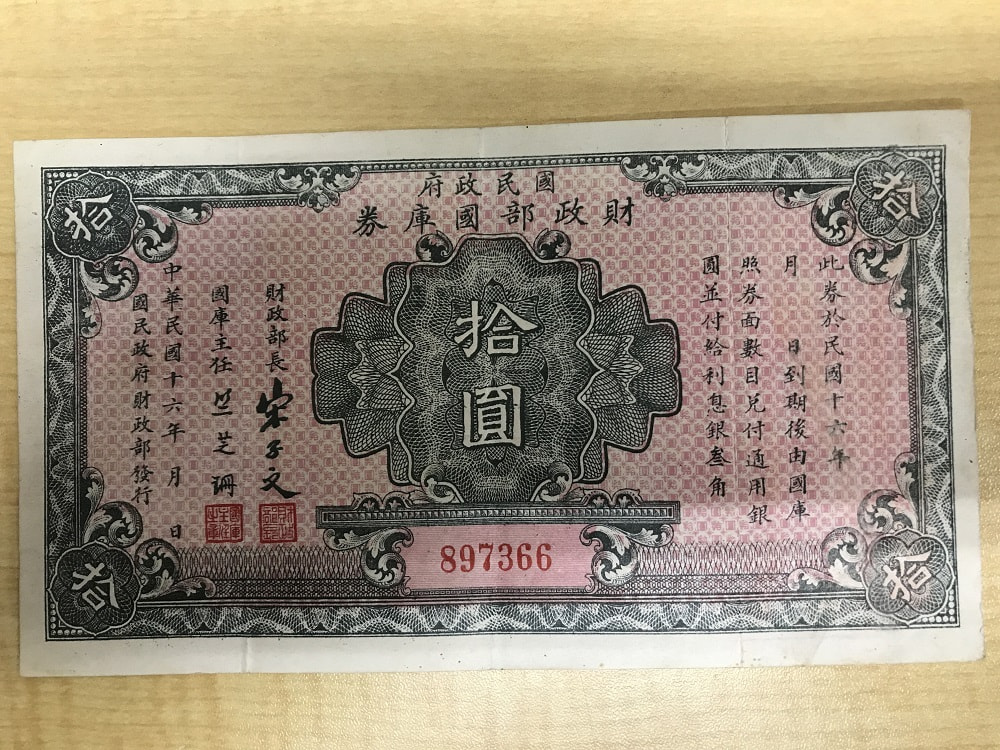 國民政府
財政部國庫券
拾
拾
此券於民國十六年
月 日到期後由國庫
照券面數目兌付通用銀
圓並付給利息銀叁角
拾圓
財政部長 宋子文
國庫主任 芝珊
中華民國十六年 月 日
國民政府財政部發行
897366
拾
拾